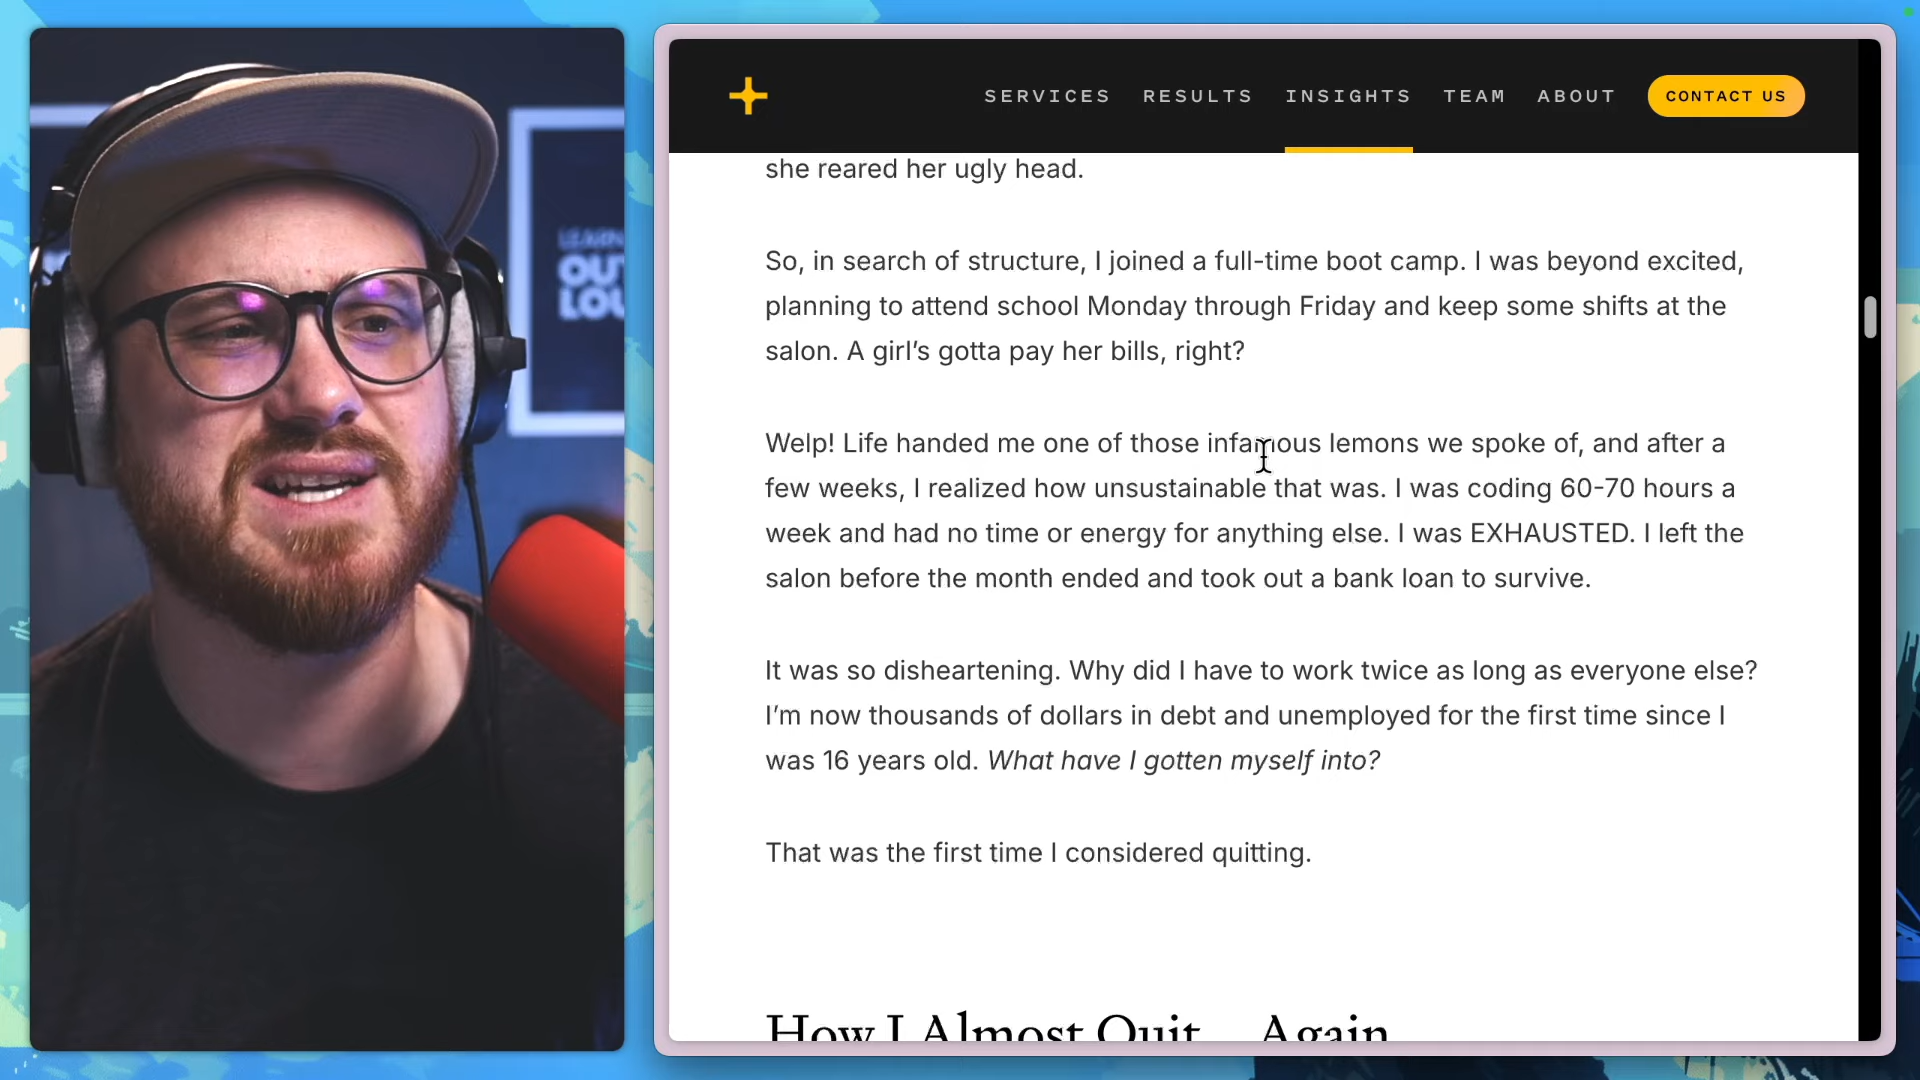 LEARN
OUT
LOU
SERVICES RESULTS INSIGHTS TEAM ABOUT CONTACT US
she reared her ugly head.
So, in search of structure, I joined a full-time boot camp. I was beyond excited,
planning to attend school Monday through Friday and keep some shifts at the
salon. A girl’s gotta pay her bills, right?
Welp! Life handed me one of those infamous lemons we spoke of, and after a
few weeks, I realized how unsustainable that was. I was coding 60-70 hours a
week and had no time or energy for anything else. I was EXHAUSTED. I left the
salon before the month ended and took out a bank loan to survive.
It was so disheartening. Why did I have to work twice as long as everyone else?
I’m now thousands of dollars in debt and unemployed for the first time since I
was 16 years old. What have I gotten myself into?
That was the first time I considered quitting.
How I Almost Quit... Again